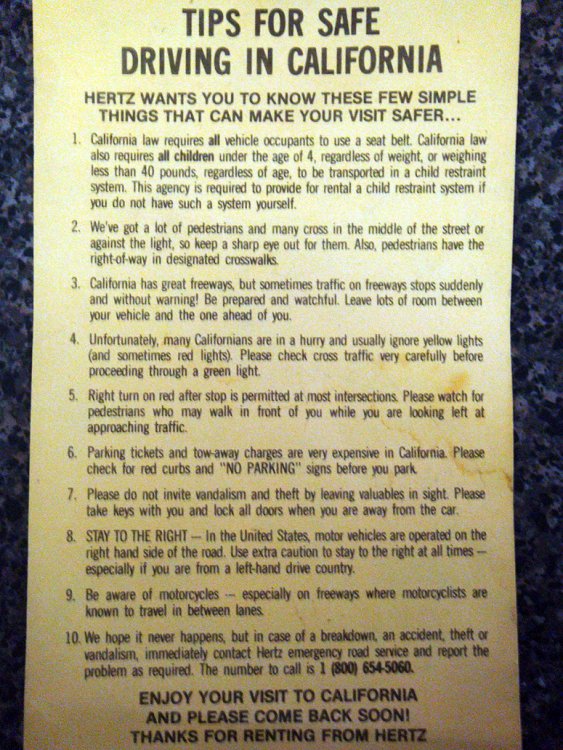 TIPS FOR SAFE
DRIVING IN CALIFORNIA
HERTZ WANTS YOU TO KNOW THESE FEW SIMPLE
THINGS THAT CAN MAKE YOUR VISIT SAFER...
1. California law requires all vehicle occupants to use a seat belt. California law
also requires all children under the age of 4, regardless of weight, or weighing
less than 40 pounds, regardless of age, to be transported in a child restraint
system. This agency is required to provide for rental a child restraint system if
you do not have such a system yourself.
2. We've got a lot of pedestrians and many cross in the middle of the street or
against the light, so keep a sharp eye out for them. Also, pedestrians have the
right-of-way in designated crosswalks.
3. California has great freeways, but sometimes traffic on freeways stops suddenly
and without warning! Be prepared and watchful. Leave lots of room between
your vehicle and the one ahead of you.
4. Unfortunately, many Californians are in a hurry and usually ignore yellow lights
(and sometimes red lights). Please check cross traffic very carefully before
proceeding through a green light.
5. Right turn on red after stop is permitted at most intersections. Please watch for
pedestrians who may walk in front of you while you are looking left at
approaching traffic.
6. Parking tickets and tow-away charges are very expensive in California. Please
check for red curbs and "NO PARKING" signs before you park.
7. Please do not invite vandalism and theft by leaving valuables in sight. Please
take keys with you and lock all doors when you are away from the car.
8. STAY TO THE RIGHT — In the United States, motor vehicles are operated on the
right hand side of the road. Use extra caution to stay to the right at all times —
especially if you are from a left-hand drive country.
9. Be aware of motorcycles — especially on freeways where motorcyclists are
known to travel in between lanes.
10. We hope it never happens, but in case of a breakdown, an accident, theft or
vandalism, immediately contact Hertz emergency road service and report the
problem as required. The number to call is 1 (800) 654-5060.
ENJOY YOUR VISIT TO CALIFORNIA
AND PLEASE COME BACK SOON!
THANKS FOR RENTING FROM HERTZ